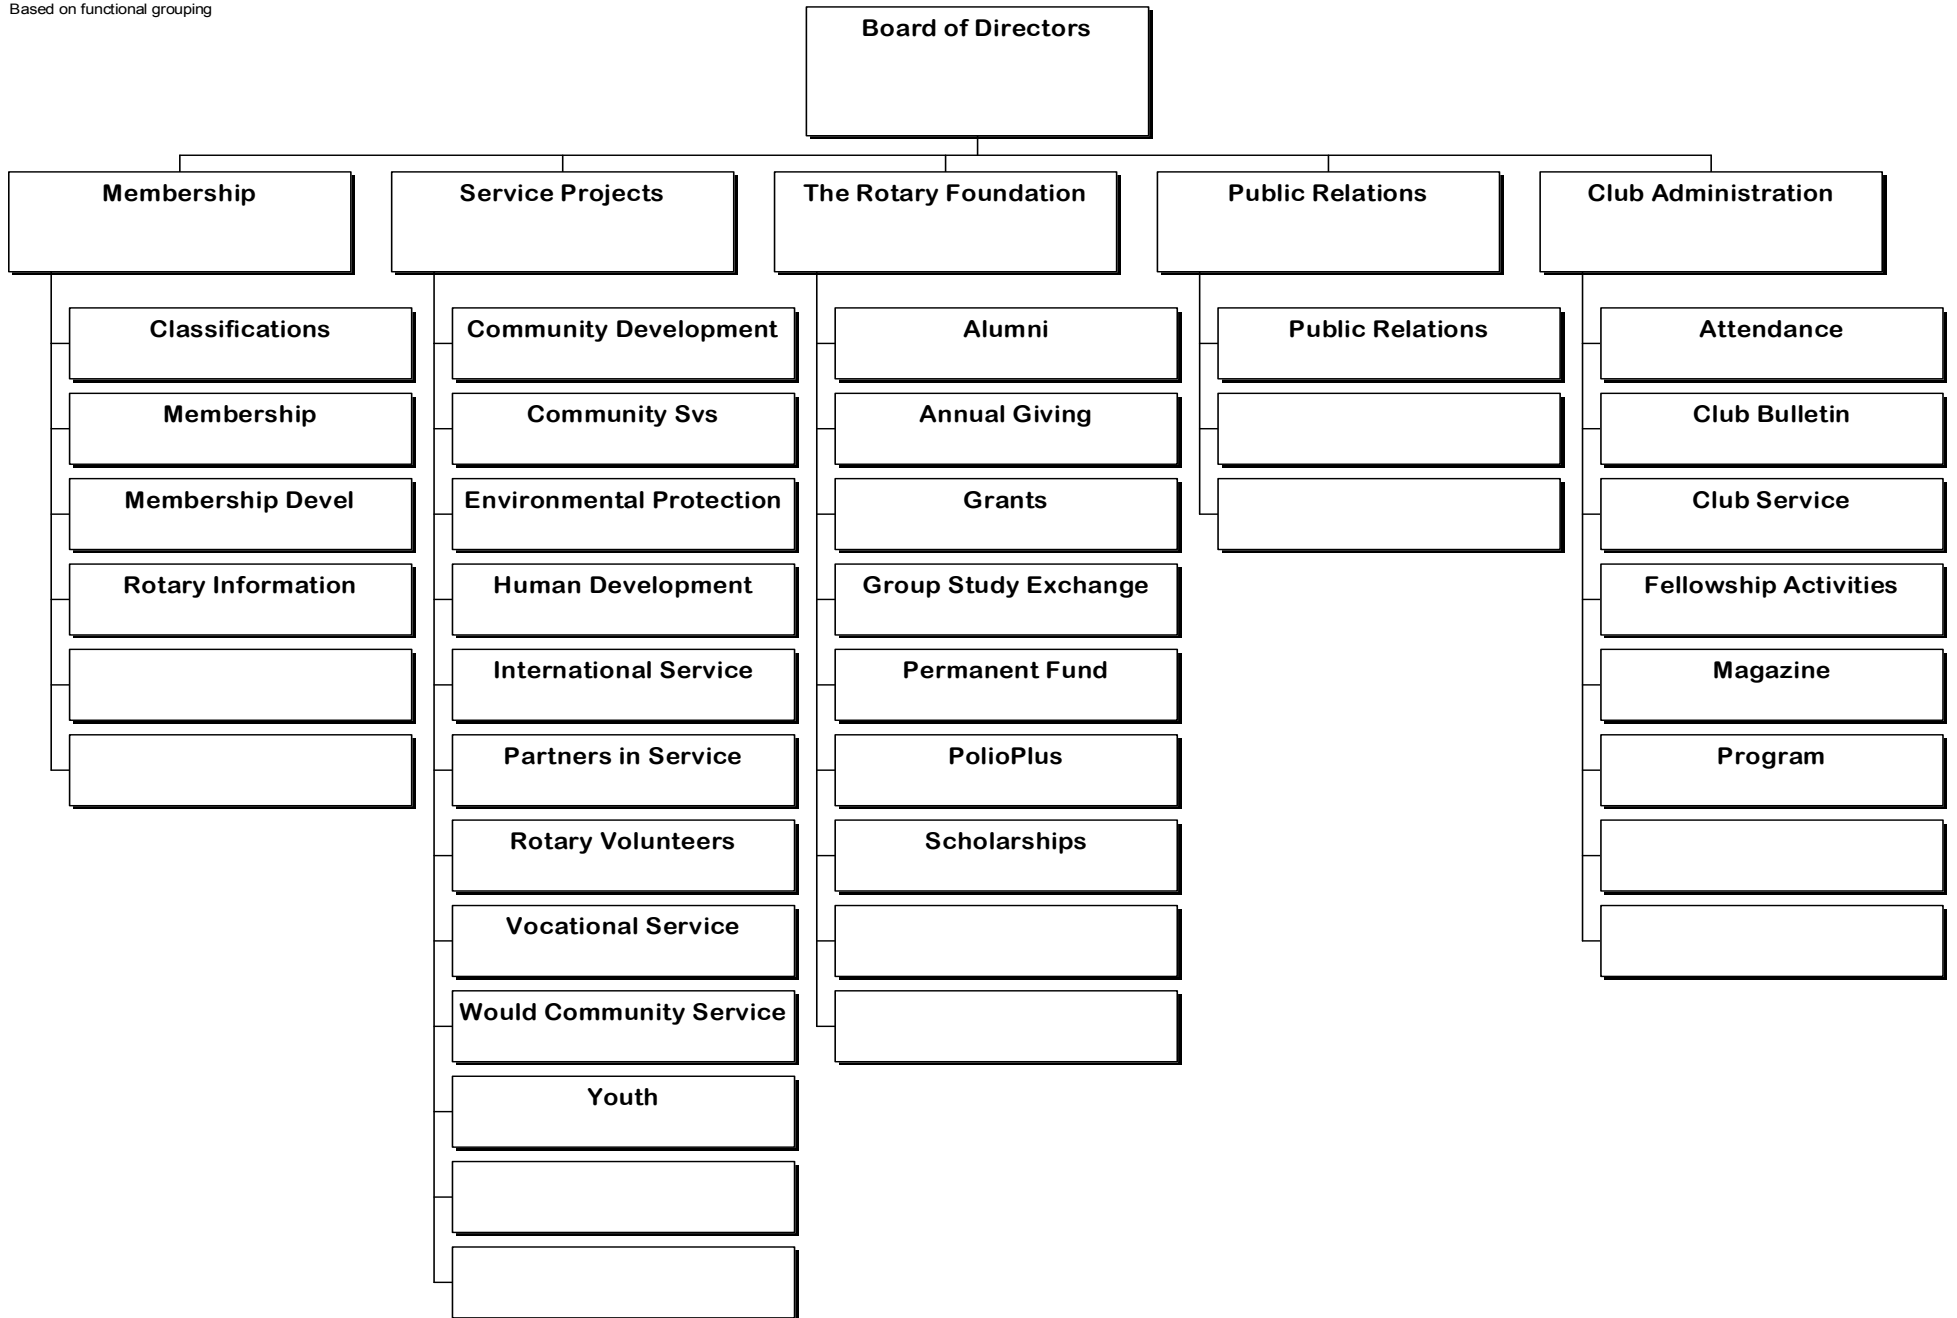 Based on functional grouping
Board of Directors
Membership
Service Projects
The Rotary Foundation
Public Relations
Club Administration
Classifications
Membership
Membership Devel
Rotary Information
Community Development
Community Svs
Environmental Protection
Human Development
International Service
Partners in Service
Rotary Volunteers
Vocational Service
Would Community Service
Youth
Alumni
Annual Giving
Grants
Group Study Exchange
Permanent Fund
PolioPlus
Scholarships
Public Relations
Attendance
Club Bulletin
Club Service
Fellowship Activities
Magazine
Program